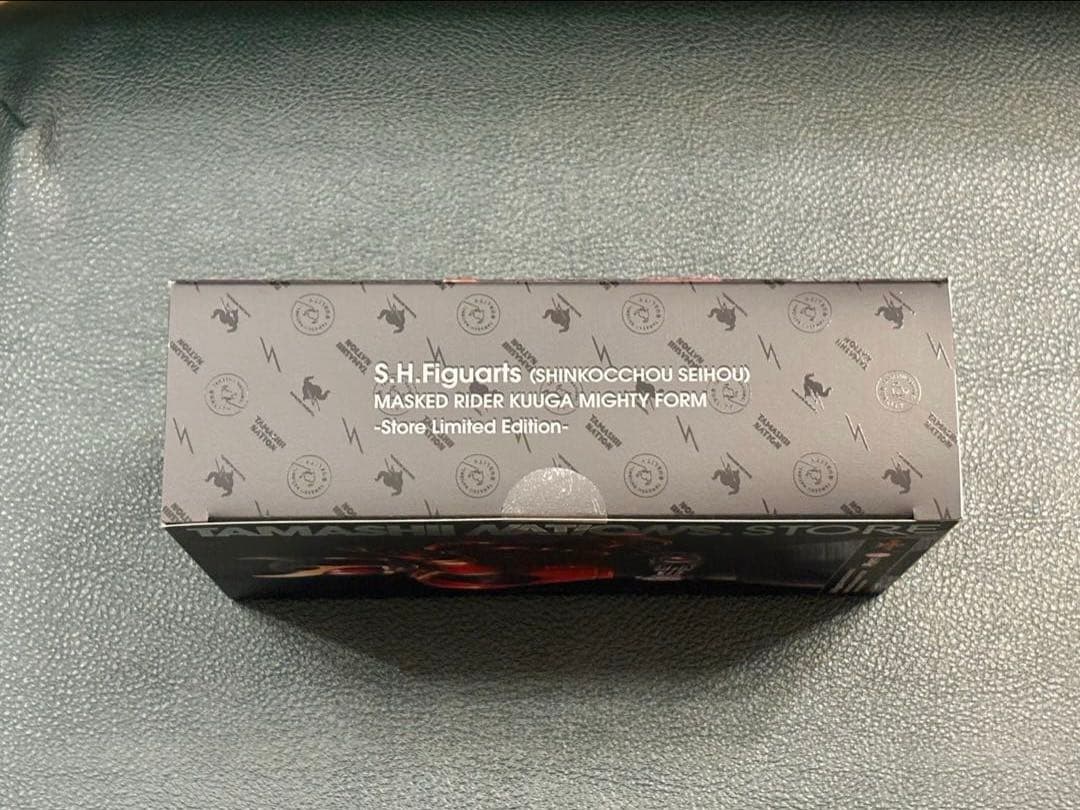 S.H.Figuarts (SHINKOCCHOU SEIHOU)
MASKED RIDER KUUGA MIGHTY FORM
-Store Limited Edition-
TAMASHII NATIONS STORE